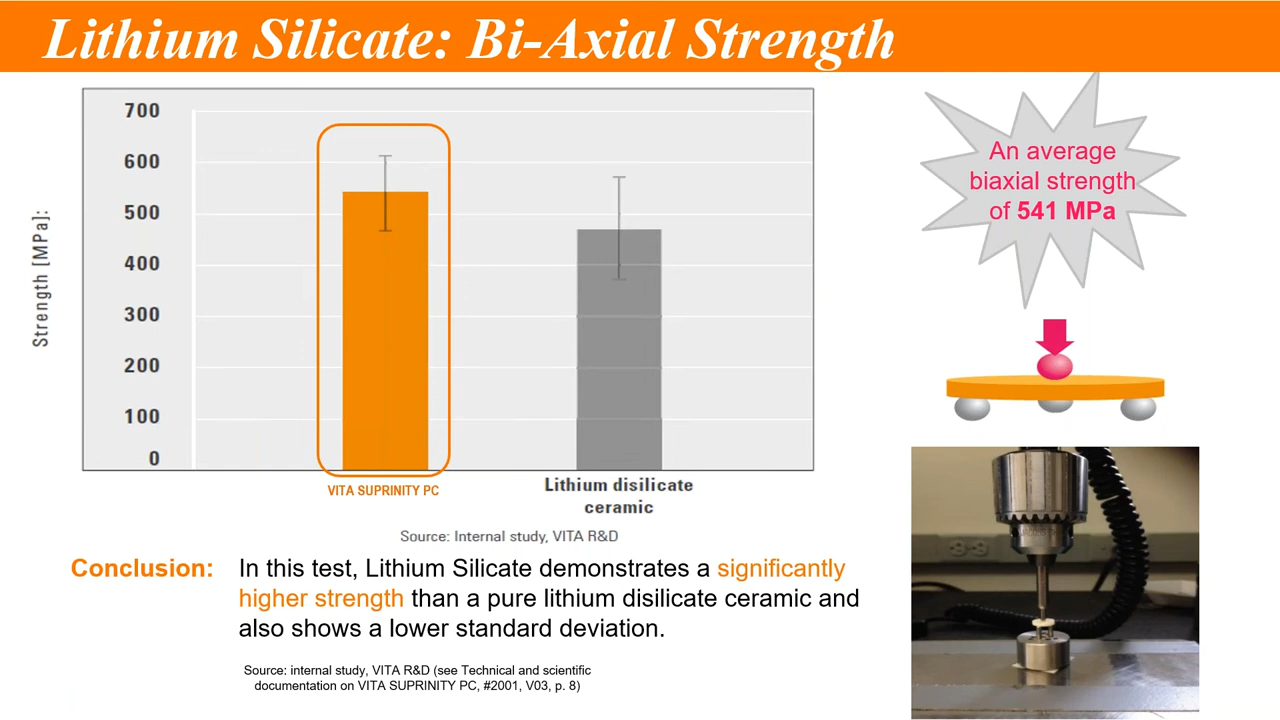 Lithium Silicate: Bi-Axial Strength
700
600
500
400
300
200
100
0
Strength [MPa]:
VITA SUPRINITY PC
Lithium disilicate
ceramic
Source: Internal study, VITA R&D
An average
biaxial strength
of 541 MPa
Conclusion:
In this test, Lithium Silicate demonstrates a significantly
higher strength than a pure lithium disilicate ceramic and
also shows a lower standard deviation.
Source: internal study, VITA R&D (see Technical and scientific
documentation on VITA SUPRINITY PC, #2001, V03, p. 8)